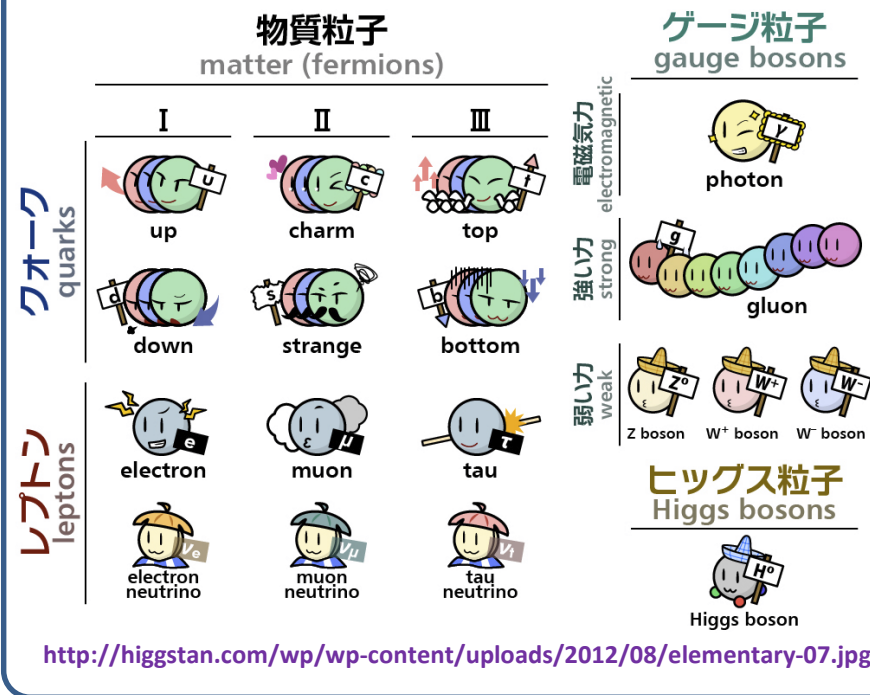 物質粒子
matter (fermions)
I II III
クォーク
quarks
u c t
up charm top
d s b
down strange bottom
レプトン
leptons
e μ τ
electron muon tau
νe νμ νt
electron neutrino
muon neutrino
tau neutrino
ゲージ粒子
gauge bosons
電磁気力
electromagnetic
γ
photon
強い力
strong
g
gluon
弱い力
weak
Z⁰ W⁺ W⁻
Z boson W⁺ boson W⁻ boson
ヒッグス粒子
Higgs bosons
H⁰
Higgs boson
http://higgstan.com/wp/wp-content/uploads/2012/08/elementary-07.jpg